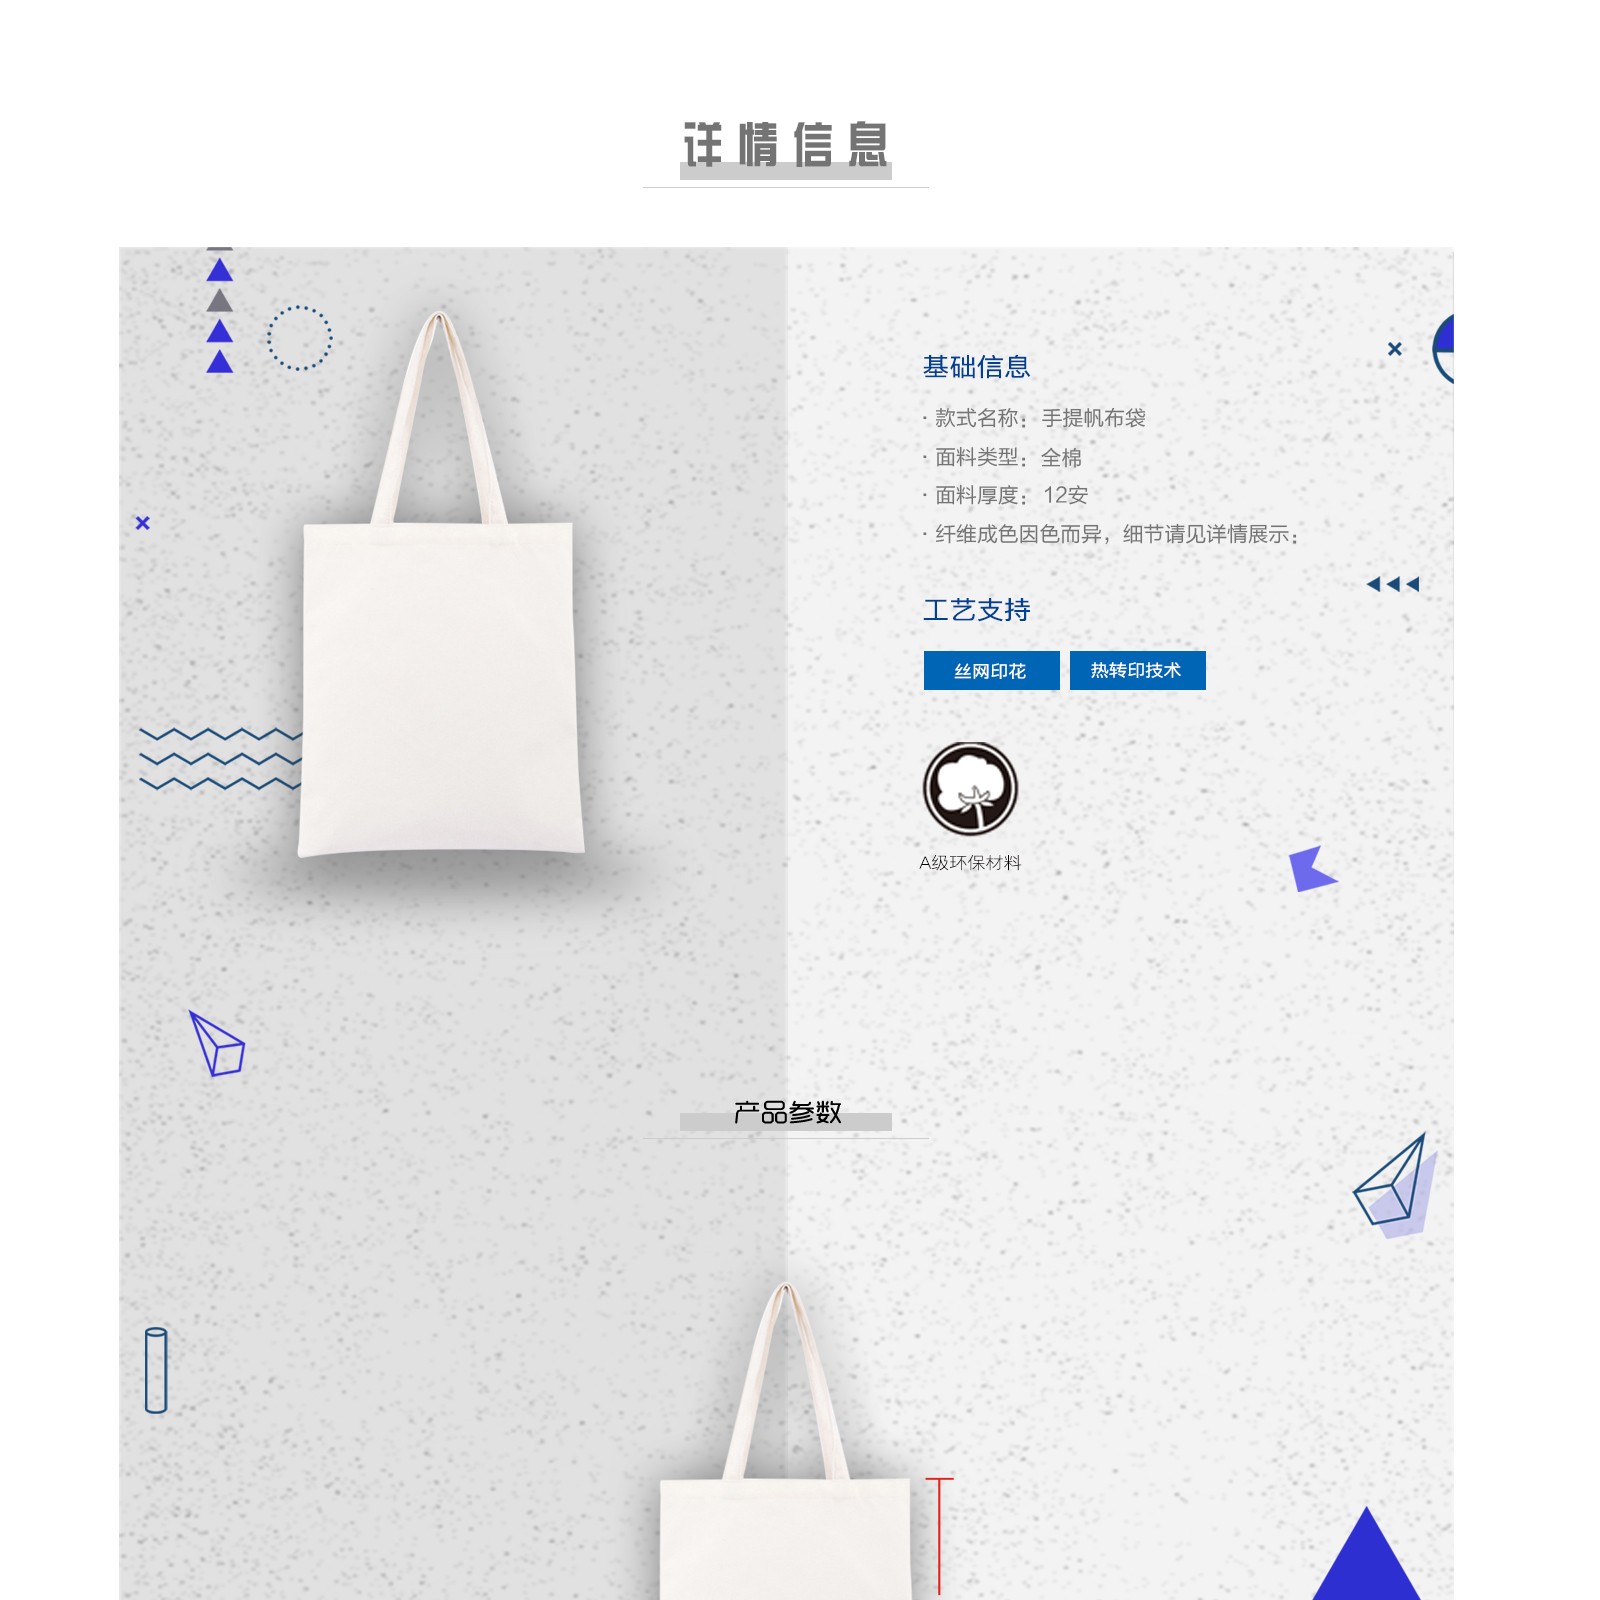 详情信息
基础信息
· 款式名称：手提帆布袋
· 面料类型：全棉
· 面料厚度：12安
· 纤维成色因色而异，细节请见详情展示；
工艺支持
丝网印花
热转印技术
A级环保材料
产品参数